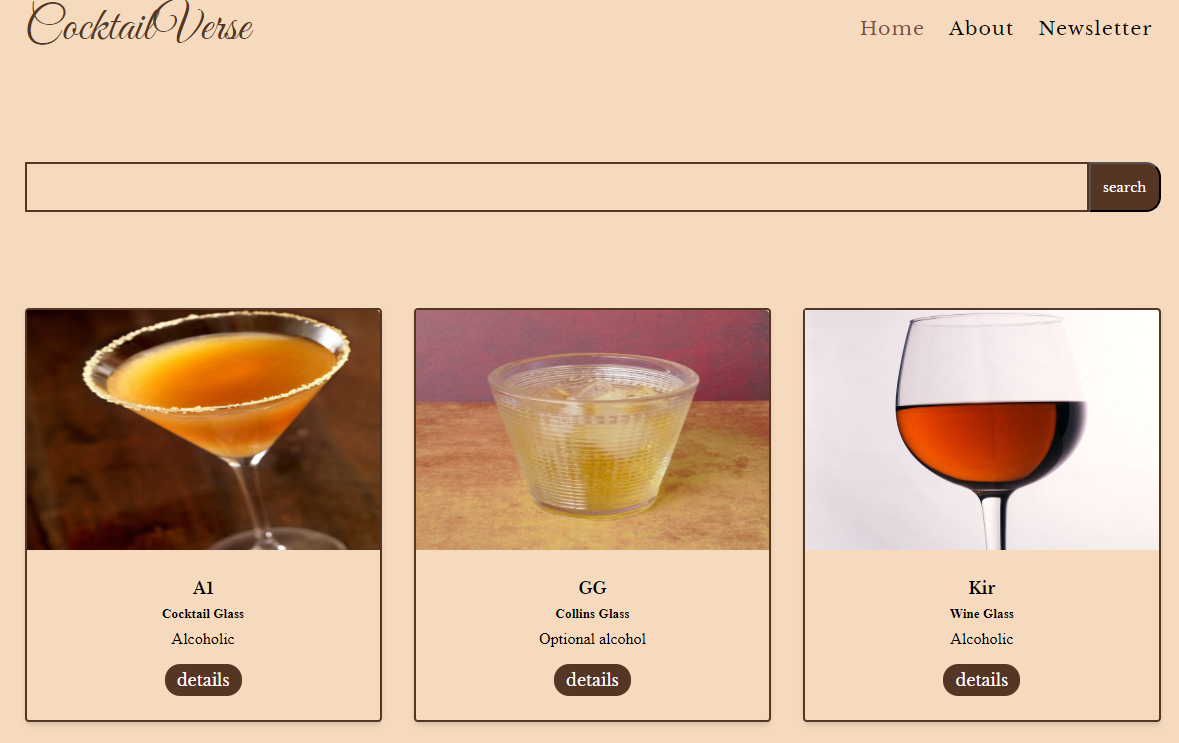 CocktailVerse
Home About Newsletter
search
A1
Cocktail Glass
Alcoholic
details
GG
Collins Glass
Optional alcohol
details
Kir
Wine Glass
Alcoholic
details